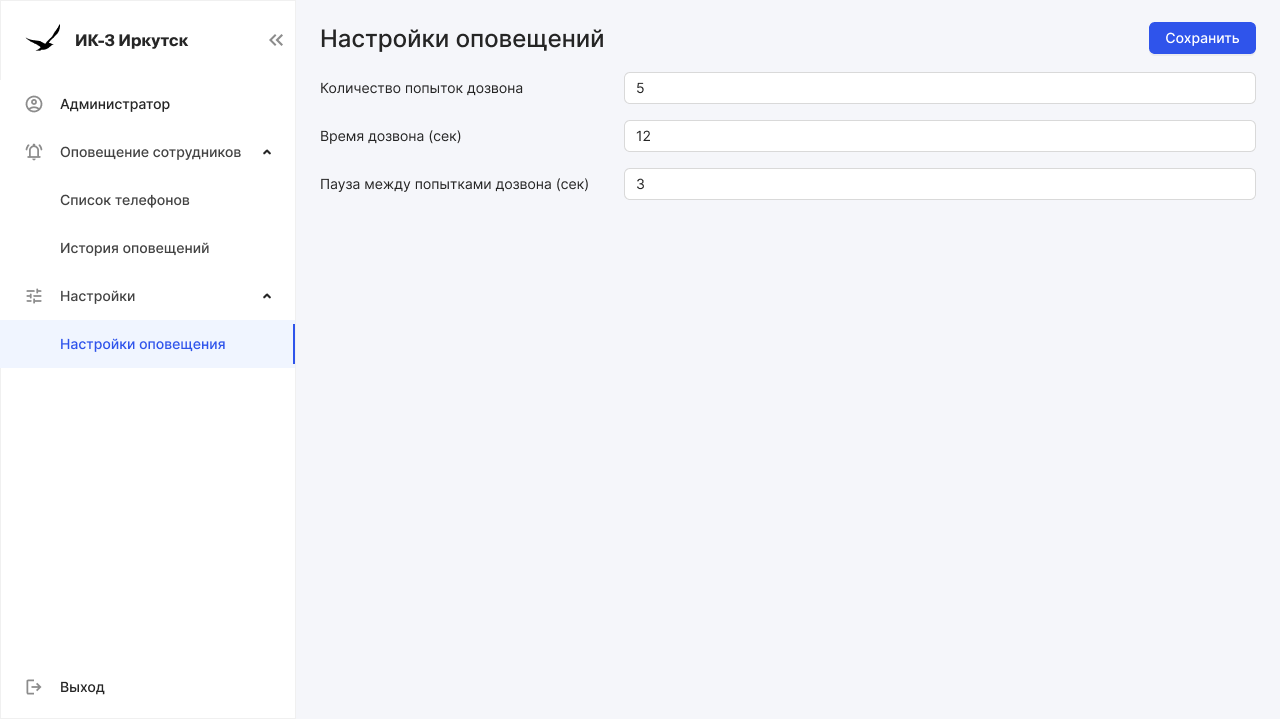 ИК-3 Иркутск
Администратор
Оповещение сотрудников
Список телефонов
История оповещений
Настройки
Настройки оповещения
Выход
Настройки оповещений
Сохранить
Количество попыток дозвона
5
Время дозвона (сек)
12
Пауза между попытками дозвона (сек)
3